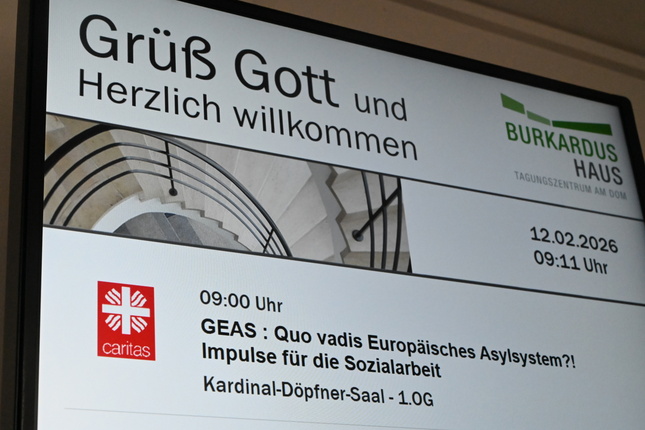 Grüß Gott und
Herzlich willkommen
BURKARDUS
HAUS
TAGUNGSZENTRUM AM DOM
12.02.2026
09:11 Uhr
caritas
09:00 Uhr
GEAS : Quo vadis Europäisches Asylsystem?!
Impulse für die Sozialarbeit
Kardinal-Döpfner-Saal - 1.OG